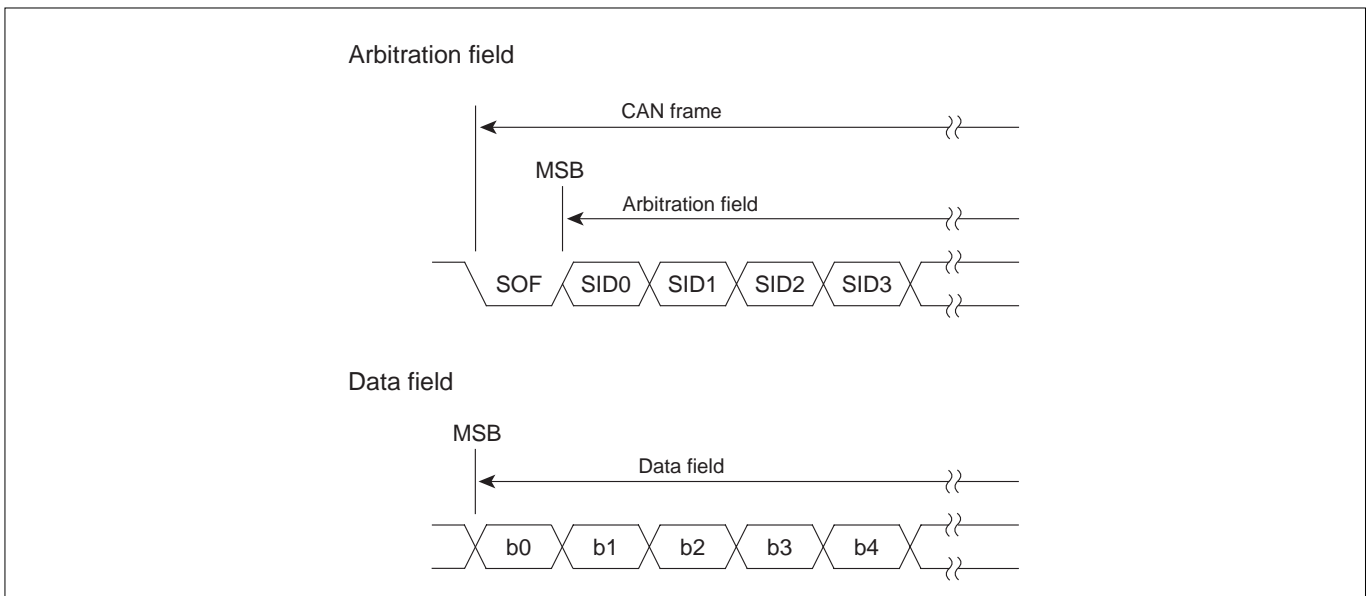 Arbitration field
CAN frame
MSB
Arbitration field
SOF SID0 SID1 SID2 SID3
Data field
MSB
Data field
b0 b1 b2 b3 b4